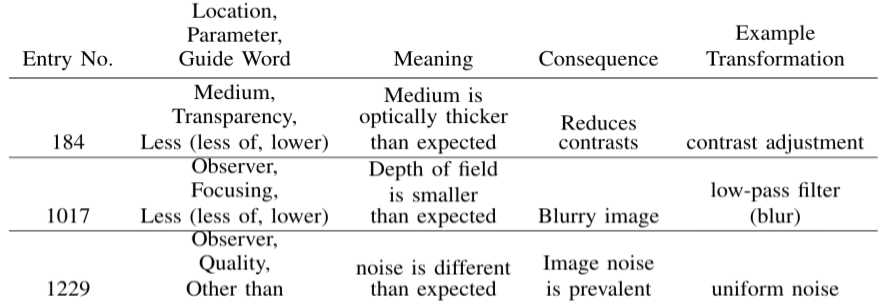 Location,
Parameter, Example
Entry No. Guide Word Meaning Consequence Transformation
Medium, Medium is
Transparency, optically thicker Reduces
184 Less (less of, lower) than expected contrasts contrast adjustment
Observer, Depth of field
Focusing, is smaller low-pass filter
1017 Less (less of, lower) than expected Blurry image (blur)
Observer,
Quality, noise is different Image noise
1229 Other than than expected is prevalent uniform noise